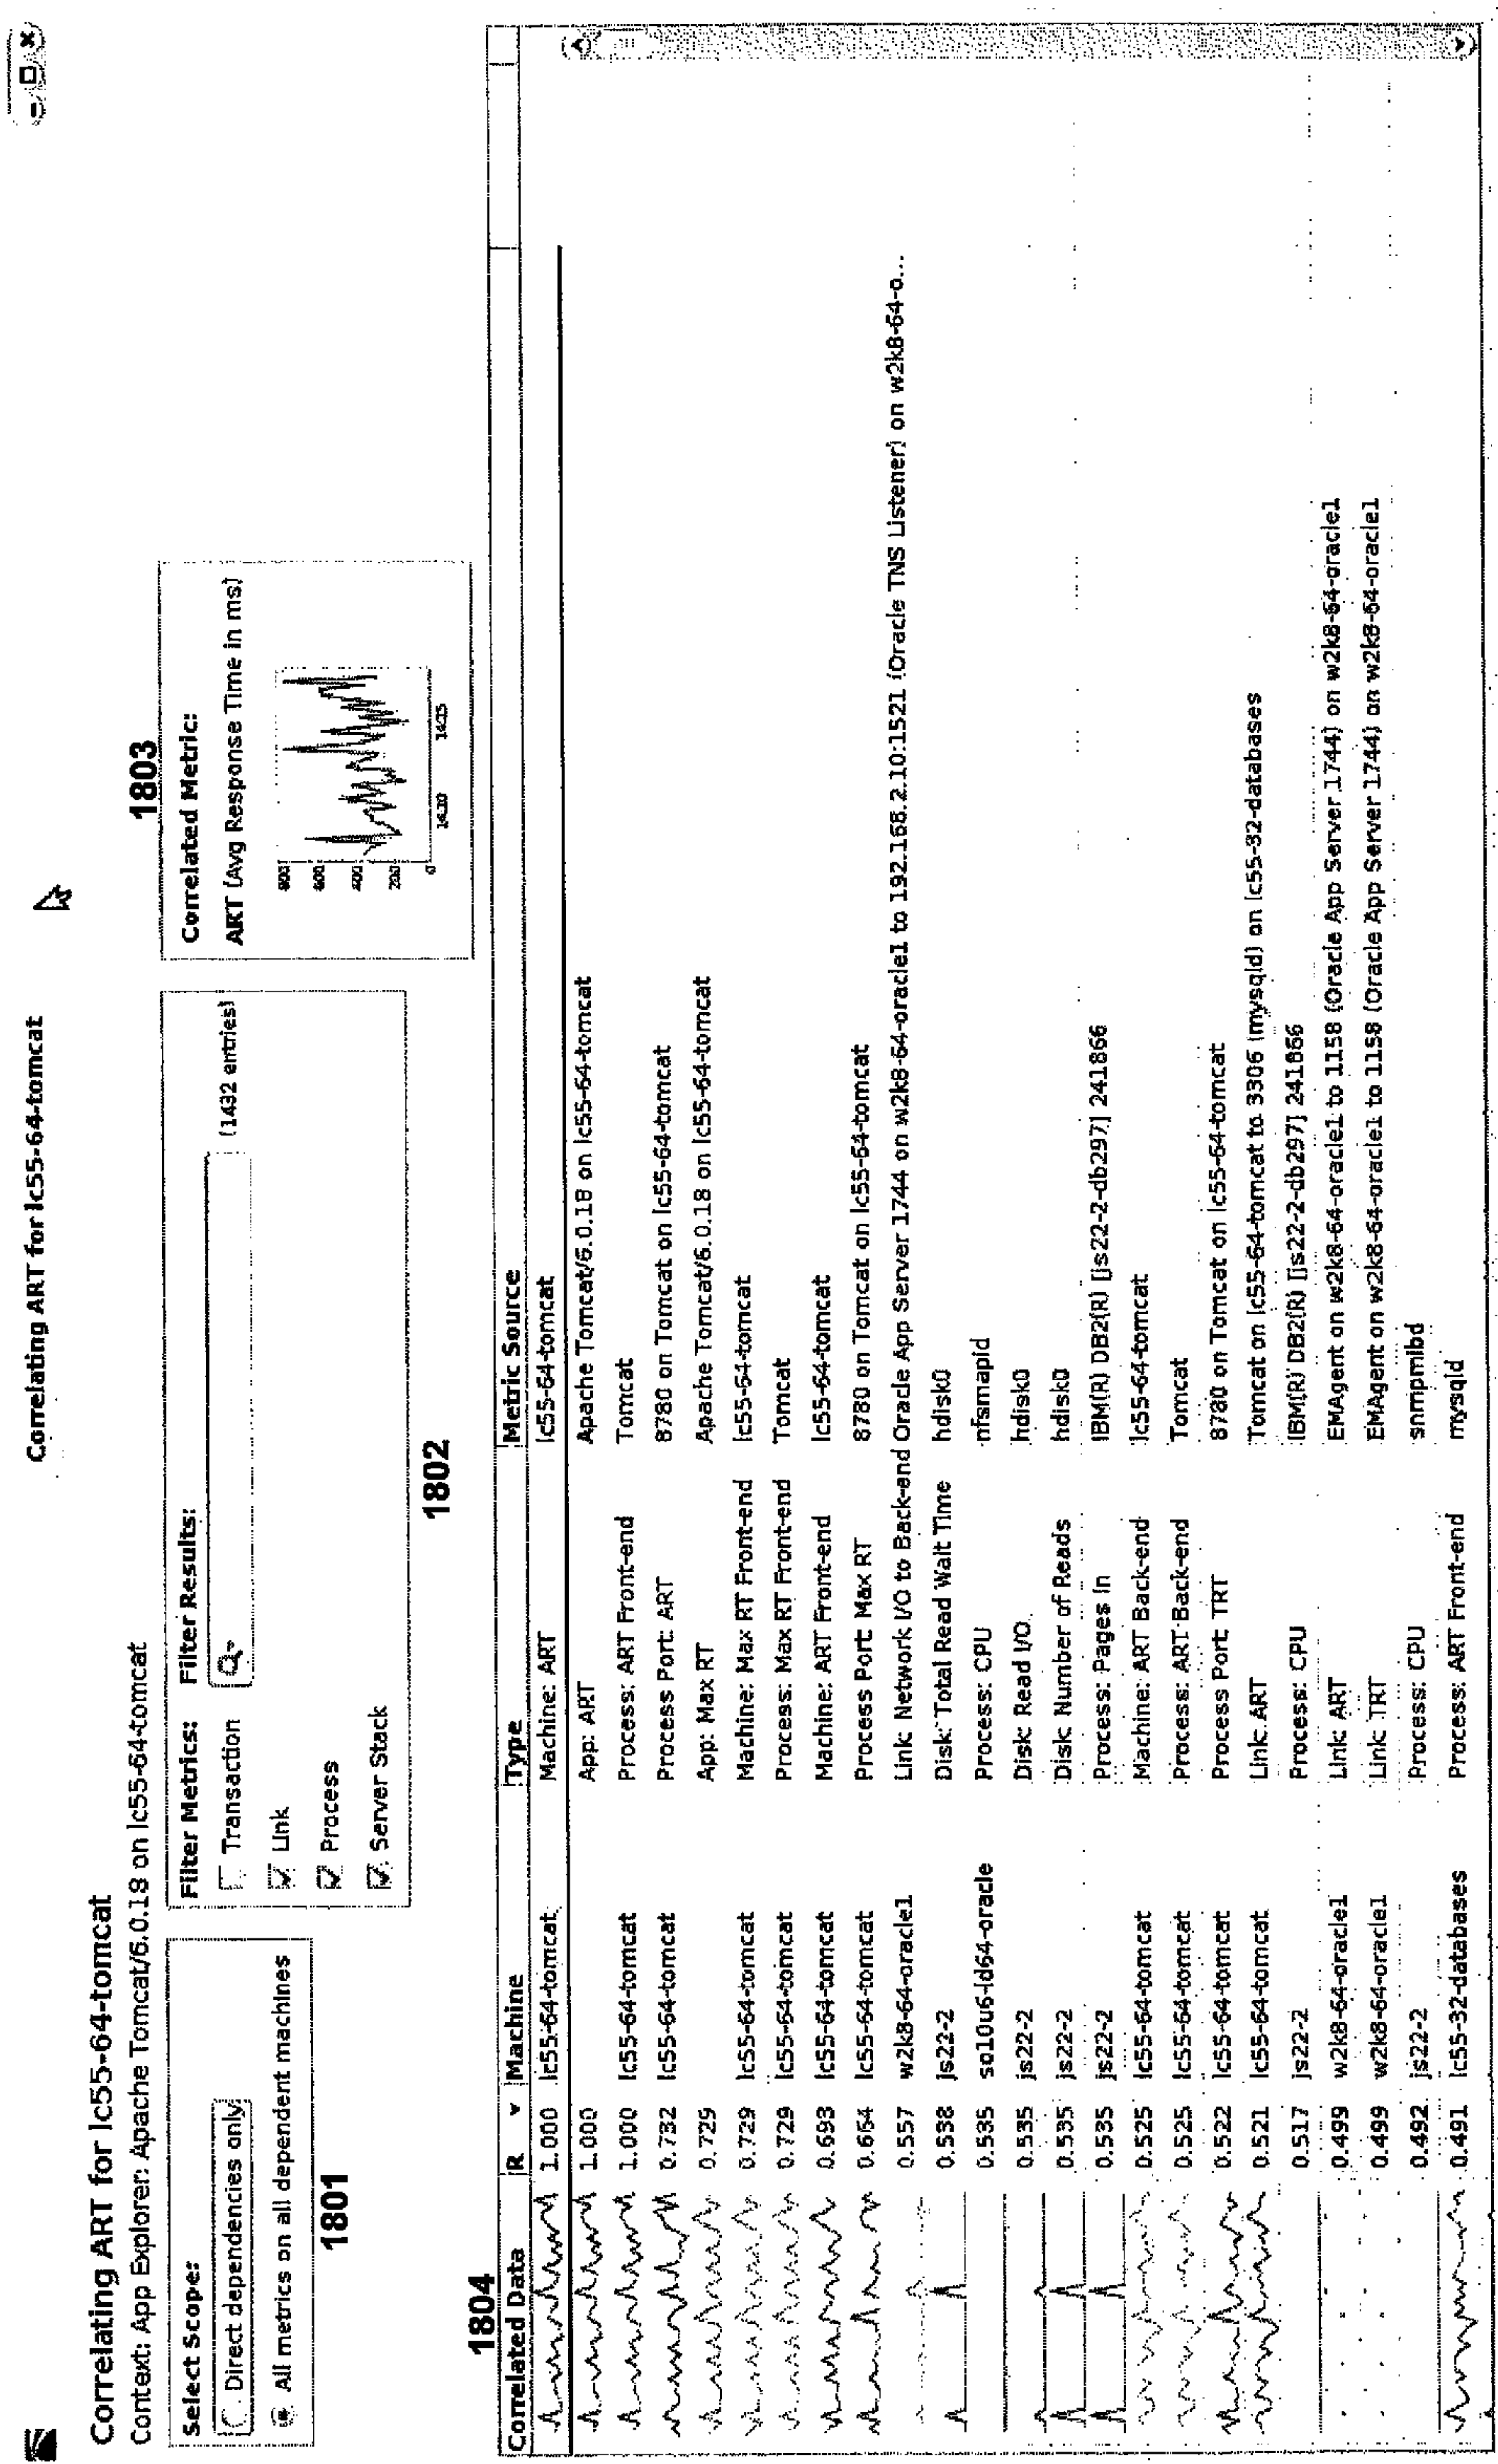 Correlating ART for lc55-64-tomcat
Correlating ART for lc55-64-tomcat
Context: App Explorer: Apache Tomcat/6.0.18 on lc55-64-tomcat
Select Scope:
Direct dependencies only
All metrics on all dependent machines
1801
Filter Metrics: Filter Results:
Transaction (1432 entries)
Link
Process
Server Stack
1802
1803
Correlated Metric:
ART (Avg Response Time in ms)
800
600
400
200
0
14:10 14:15
1804
Correlated Data R Machine Type Metric Source
1.000 lc55-64-tomcat Machine: ART lc55-64-tomcat
1.000 App: ART Apache Tomcat/6.0.18 on lc55-64-tomcat
1.000 lc55-64-tomcat Process: ART Front-end Tomcat
0.732 lc55-64-tomcat Process Port: ART 8780 on Tomcat on lc55-64-tomcat
0.729 App: Max RT Apache Tomcat/6.0.18 on lc55-64-tomcat
0.729 lc55-64-tomcat Machine: Max RT Front-end lc55-64-tomcat
0.729 lc55-64-tomcat Process: Max RT Front-end Tomcat
0.693 lc55-64-tomcat Machine: ART Front-end lc55-64-tomcat
0.664 lc55-64-tomcat Process Port: Max RT 8780 on Tomcat on lc55-64-tomcat
0.557 w2k8-64-oracle1 Link: Network I/O to Back-end Oracle App Server 1744 on w2k8-64-oracle1 to 192.168.2.10:1521 (Oracle TNS Listener) on w2k8-64-o...
0.538 js22-2 Disk: Total Read Wait Time hdisk0
0.535 sol10u6-ld64-oracle Process: CPU nfsmapid
0.535 js22-2 Disk: Read I/O hdisk0
0.535 js22-2 Disk: Number of Reads hdisk0
0.535 js22-2 Process: Pages In IBM(R) DB2(R) [js22-2-db297] 241866
0.525 lc55-64-tomcat Machine: ART Back-end lc55-64-tomcat
0.525 lc55-64-tomcat Process: ART Back-end Tomcat
0.522 lc55-64-tomcat Process Port: TRT 8780 on Tomcat on lc55-64-tomcat
0.521 lc55-64-tomcat Link: ART Tomcat on lc55-64-tomcat to 3306 (mysqld) on lc55-32-databases
0.517 js22-2 Process: CPU IBM(R) DB2(R) [js22-2-db297] 241866
0.499 w2k8-64-oracle1 Link: ART EMAgent on w2k8-64-oracle1 to 1158 (Oracle App Server 1744) on w2k8-64-oracle1
0.499 w2k8-64-oracle1 Link: TRT EMAgent on w2k8-64-oracle1 to 1158 (Oracle App Server 1744) on w2k8-64-oracle1
0.492 js22-2 Process: CPU snmpmibd
0.491 lc55-32-databases Process: ART Front-end mysqld